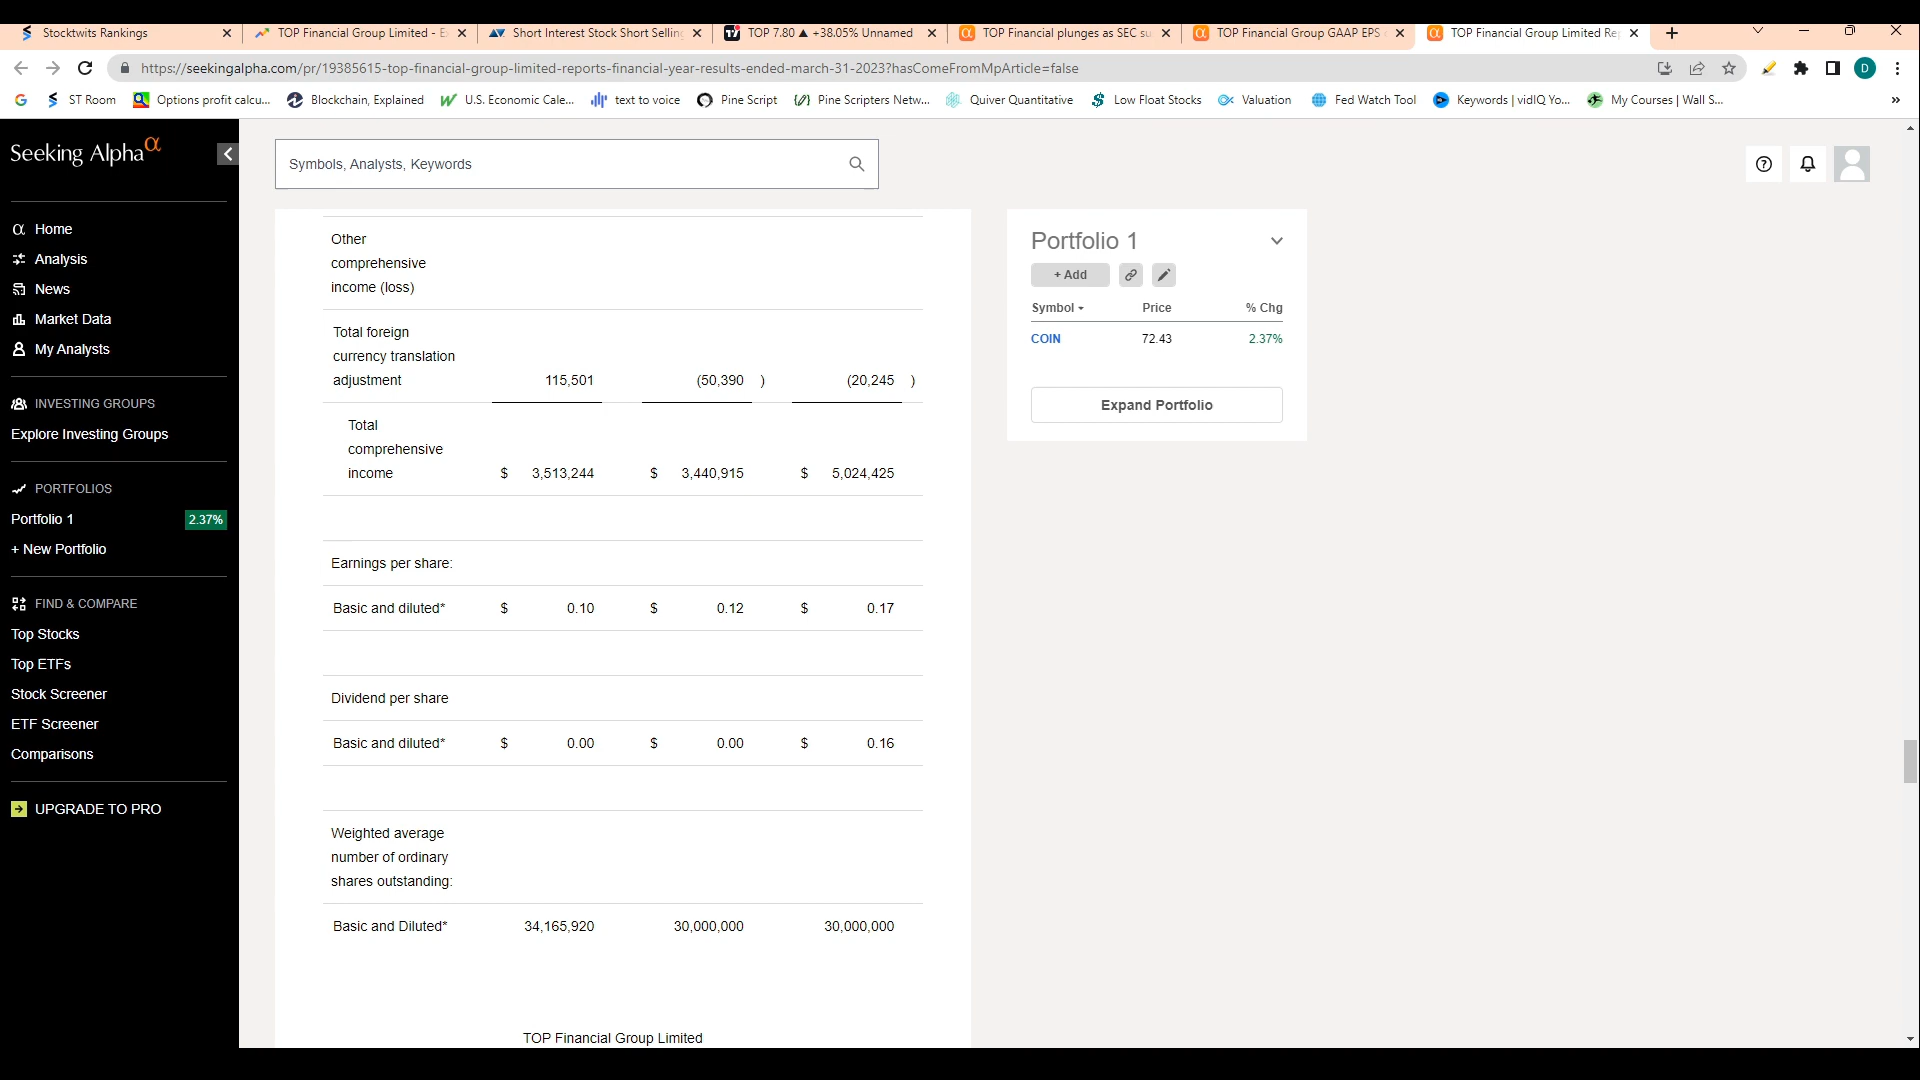 Stocktwits Rankings
TOP Financial Group Limited - E
Short Interest Stock Short Selling
TOP 7.80 ▲ +38.05% Unnamed
TOP Financial plunges as SEC su
TOP Financial Group GAAP EPS
TOP Financial Group Limited Re
https://seekingalpha.com/pr/19385615-top-financial-group-limited-reports-financial-year-results-ended-march-31-2023?hasComeFromMpArticle=false
D
ST Room
Options profit calcu...
Blockchain, Explained
U.S. Economic Cale...
text to voice
Pine Script
Pine Scripters Netw...
Quiver Quantitative
Low Float Stocks
Valuation
Fed Watch Tool
Keywords | vidIQ Yo...
My Courses | Wall S...
»
Seeking Alphaα
Symbols, Analysts, Keywords
Home
Analysis
News
Market Data
My Analysts
INVESTING GROUPS
Explore Investing Groups
PORTFOLIOS
Portfolio 1 2.37%
+ New Portfolio
FIND & COMPARE
Top Stocks
Top ETFs
Stock Screener
ETF Screener
Comparisons
UPGRADE TO PRO
Other
comprehensive
income (loss)
Total foreign
currency translation
adjustment 115,501 (50,390 ) (20,245 )
Total
comprehensive
income $ 3,513,244 $ 3,440,915 $ 5,024,425
Earnings per share:
Basic and diluted* $ 0.10 $ 0.12 $ 0.17
Dividend per share
Basic and diluted* $ 0.00 $ 0.00 $ 0.16
Weighted average
number of ordinary
shares outstanding:
Basic and Diluted* 34,165,920 30,000,000 30,000,000
TOP Financial Group Limited
Portfolio 1
+ Add
Symbol Price % Chg
COIN 72.43 2.37%
Expand Portfolio